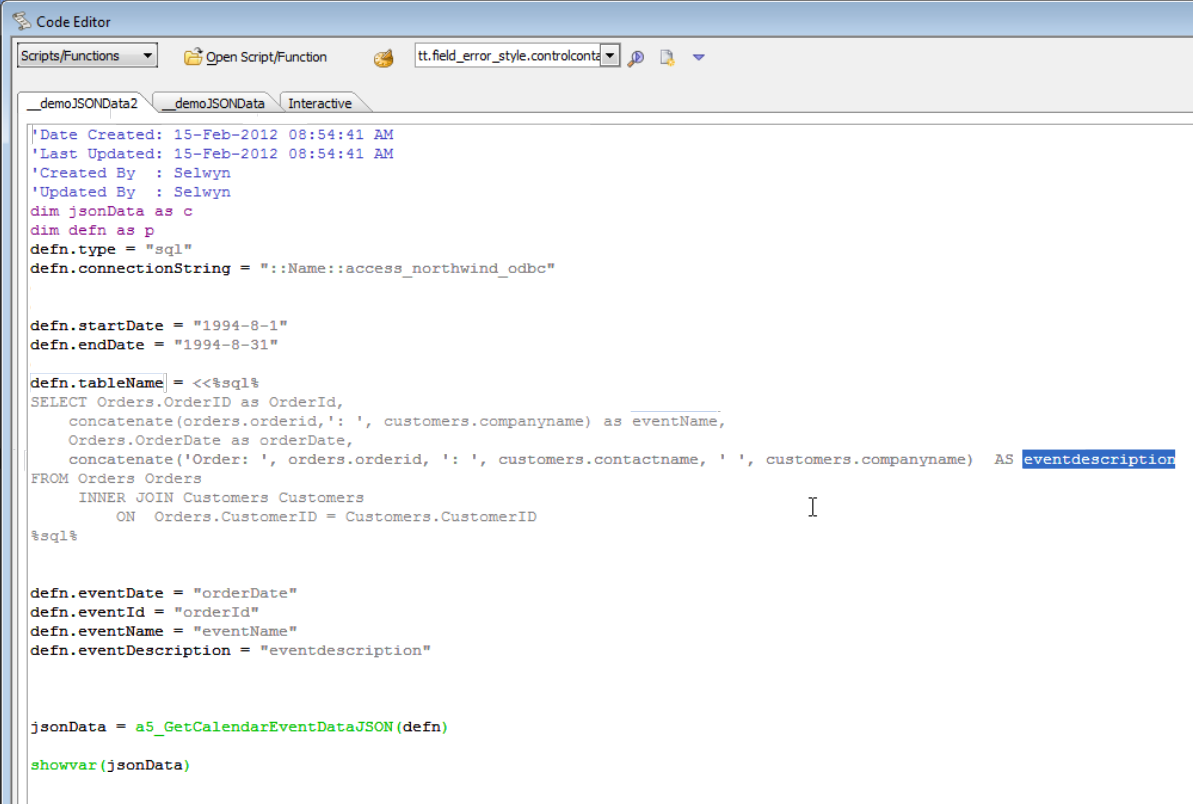 Code Editor
Scripts/Functions Open Script/Function tt.field_error_style.controlconta
__demoJSONData2 __demoJSONData Interactive
'Date Created: 15-Feb-2012 08:54:41 AM
'Last Updated: 15-Feb-2012 08:54:41 AM
'Created By  : Selwyn
'Updated By  : Selwyn
dim jsonData as c
dim defn as p
defn.type = "sql"
defn.connectionString = "::Name::access_northwind_odbc"
defn.startDate = "1994-8-1"
defn.endDate = "1994-8-31"
defn.tableName = <<%sql%
SELECT Orders.OrderID as OrderId,
    concatenate(orders.orderid,': ', customers.companyname) as eventName,
    Orders.OrderDate as orderDate,
    concatenate('Order: ', orders.orderid, ': ', customers.contactname, ' ', customers.companyname)  AS eventdescription
FROM Orders Orders
     INNER JOIN Customers Customers
         ON  Orders.CustomerID = Customers.CustomerID
%sql%
defn.eventDate = "orderDate"
defn.eventId = "orderId"
defn.eventName = "eventName"
defn.eventDescription = "eventdescription"
jsonData = a5_GetCalendarEventDataJSON(defn)
showvar(jsonData)